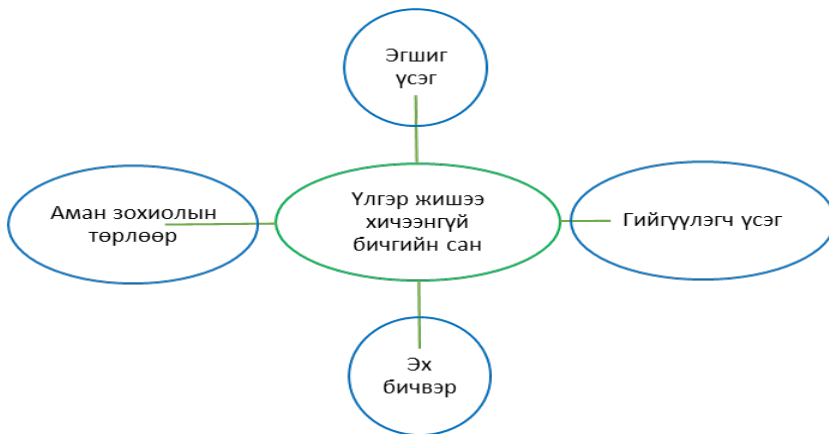 Эгшиг
үсэг
Аман зохиолын
төрлөөр
Үлгэр жишээ
хичээнгүй
бичгийн сан
Гийгүүлэгч үсэг
Эх
бичвэр